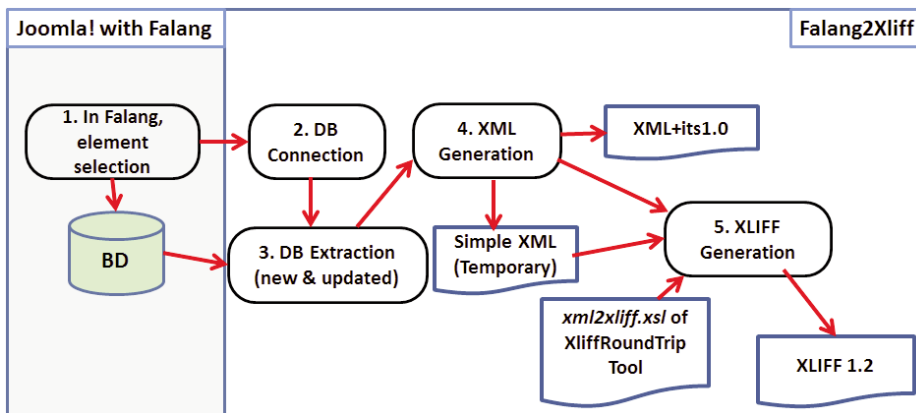 Joomla! with Falang
Falang2Xliff
1. In Falang,
element
selection
2. DB
Connection
4. XML
Generation
XML+its1.0
BD
3. DB Extraction
(new & updated)
Simple XML
(Temporary)
5. XLIFF
Generation
xml2xliff.xsl of
XliffRoundTrip
Tool
XLIFF 1.2